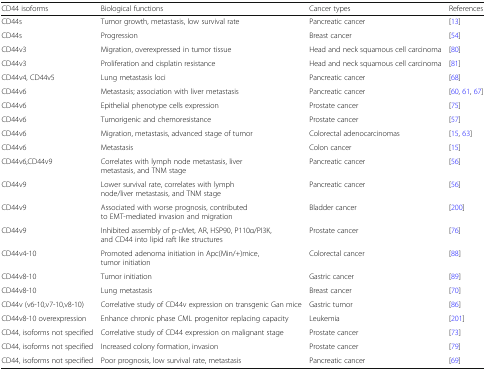 CD44 isoforms Biological functions Cancer types References
CD44s Tumor growth, metastasis, low survival rate Pancreatic cancer [13]
CD44s Progression Breast cancer [54]
CD44v3 Migration, overexpressed in tumor tissue Head and neck squamous cell carcinoma [80]
CD44v3 Proliferation and cisplatin resistance Head and neck squamous cell carcinoma [81]
CD44v4, CD44v5 Lung metastasis loci Pancreatic cancer [68]
CD44v6 Metastasis; association with liver metastasis Pancreatic cancer [60, 61, 67]
CD44v6 Epithelial phenotype cells expression Prostate cancer [75]
CD44v6 Tumorigenic and chemoresistance Prostate cancer [57]
CD44v6 Migration, metastasis, advanced stage of tumor Colorectal adenocarcinomas [15, 63]
CD44v6 Metastasis Colon cancer [15]
CD44v6,CD44v9 Correlates with lymph node metastasis, liver Pancreatic cancer [56]
metastasis, and TNM stage
CD44v9 Lower survival rate, correlates with lymph Pancreatic cancer [56]
node/liver metastasis, and TNM stage
CD44v9 Associated with worse prognosis, contributed Bladder cancer [200]
to EMT-mediated invasion and migration
CD44v9 Inhibited assembly of p-cMet, AR, HSP90, P110α/PI3K, Prostate cancer [76]
and CD44 into lipid raft like structures
CD44v4-10 Promoted adenoma initiation in Apc(Min/+)mice, Colorectal cancer [88]
tumor initiation
CD44v8-10 Tumor initiation Gastric cancer [89]
CD44v8-10 Lung metastasis Breast cancer [70]
CD44v (v6-10,v7-10,v8-10) Correlative study of CD44v expression on transgenic Gan mice Gastric tumor [86]
CD44v8-10 overexpression Enhance chronic phase CML progenitor replacing capacity Leukemia [201]
CD44, isoforms not specified Correlative study of CD44 expression on malignant stage Prostate cancer [73]
CD44, isoforms not specified Increased colony formation, invasion Prostate cancer [79]
CD44, isoforms not specified Poor prognosis, low survival rate, metastasis Pancreatic cancer [69]